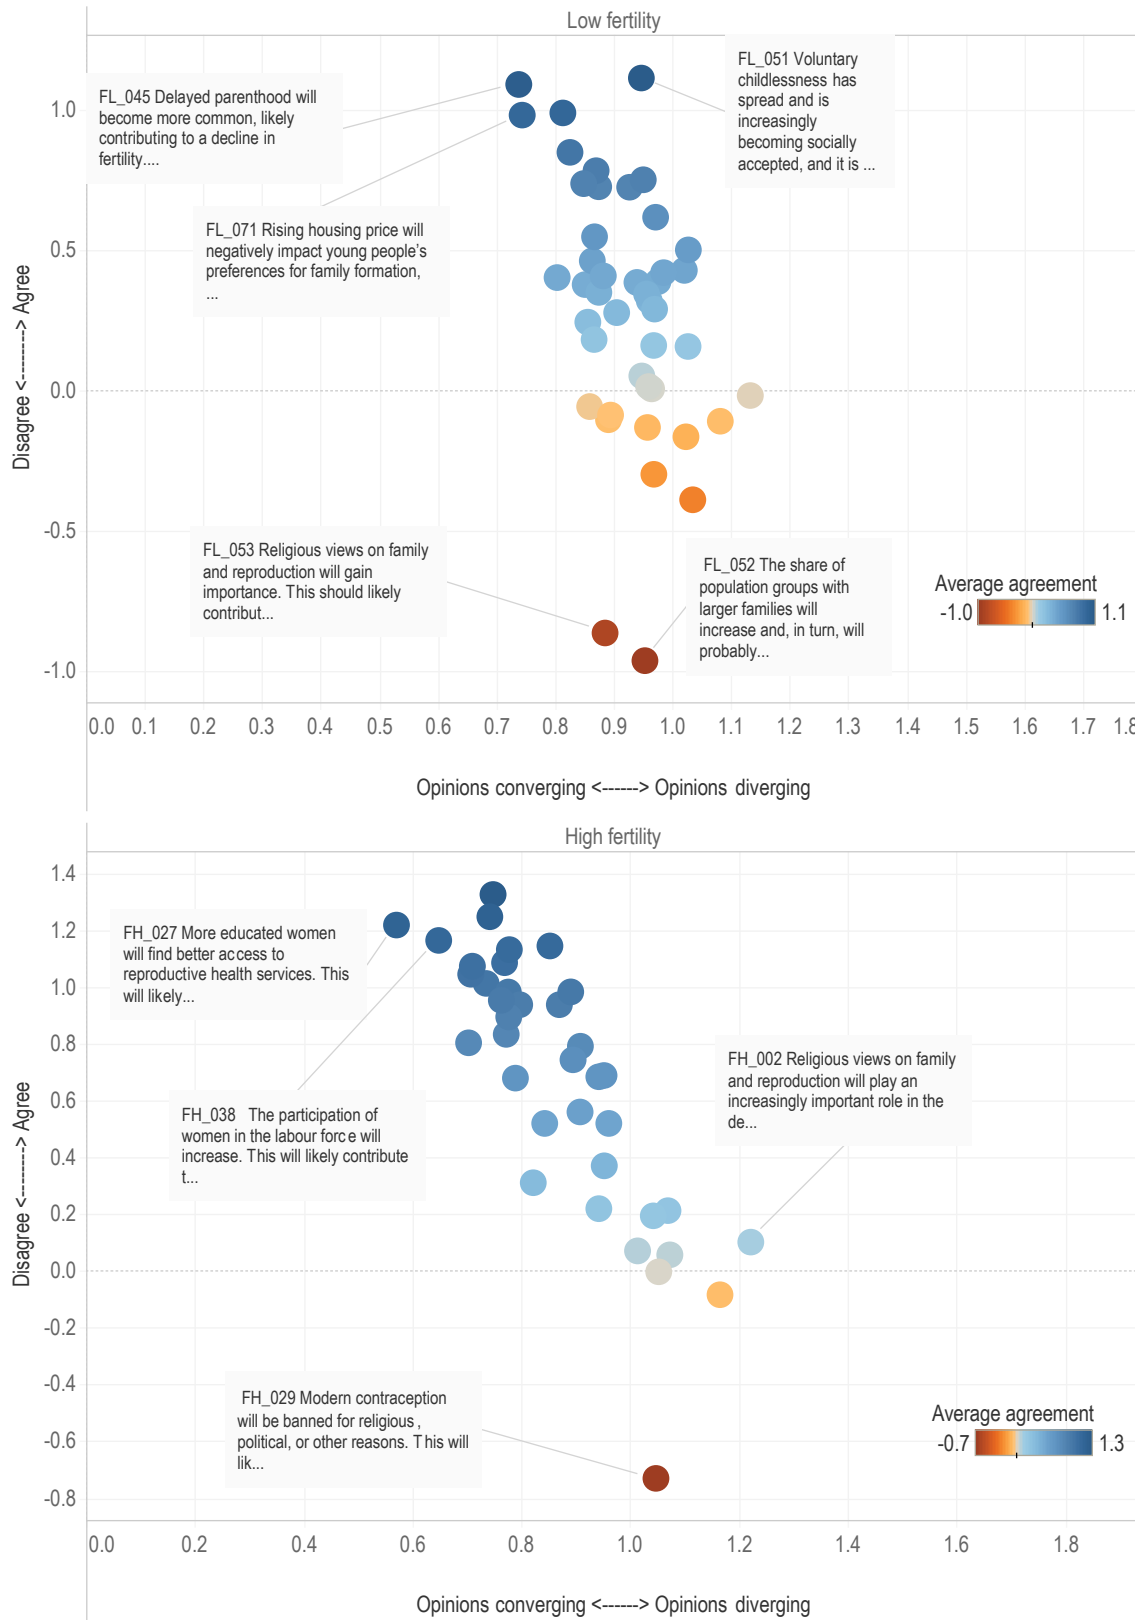 Low fertility
FL_045 Delayed parenthood will
become more common, likely
contributing to a decline in
fertility....
FL_051 Voluntary
childlessness has
spread and is
increasingly
becoming socially
accepted, and it is ...
FL_071 Rising housing price will
negatively impact young people's
preferences for family formation,
...
FL_053 Religious views on family
and reproduction will gain
importance. This should likely
contribut...
FL_052 The share of
population groups with
larger families will
increase and, in turn, will
probably...
Average agreement
-1.0 1.1
Disagree <--------> Agree
1.0
0.5
0.0
-0.5
-1.0
0.0 0.1 0.2 0.3 0.4 0.5 0.6 0.7 0.8 0.9 1.0 1.1 1.2 1.3 1.4 1.5 1.6 1.7 1.8
Opinions converging <------> Opinions diverging
High fertility
FH_027 More educated women
will find better access to
reproductive health services. This
will likely...
FH_038 The participation of
women in the labour force will
increase. This will likely contribute
t...
FH_002 Religious views on family
and reproduction will play an
increasingly important role in the
de...
FH_029 Modern contraception
will be banned for religious,
political, or other reasons. This will
lik...
Average agreement
-0.7 1.3
Disagree <--------> Agree
1.4
1.2
1.0
0.8
0.6
0.4
0.2
0.0
-0.2
-0.4
-0.6
-0.8
0.0 0.2 0.4 0.6 0.8 1.0 1.2 1.4 1.6 1.8
Opinions converging <------> Opinions diverging